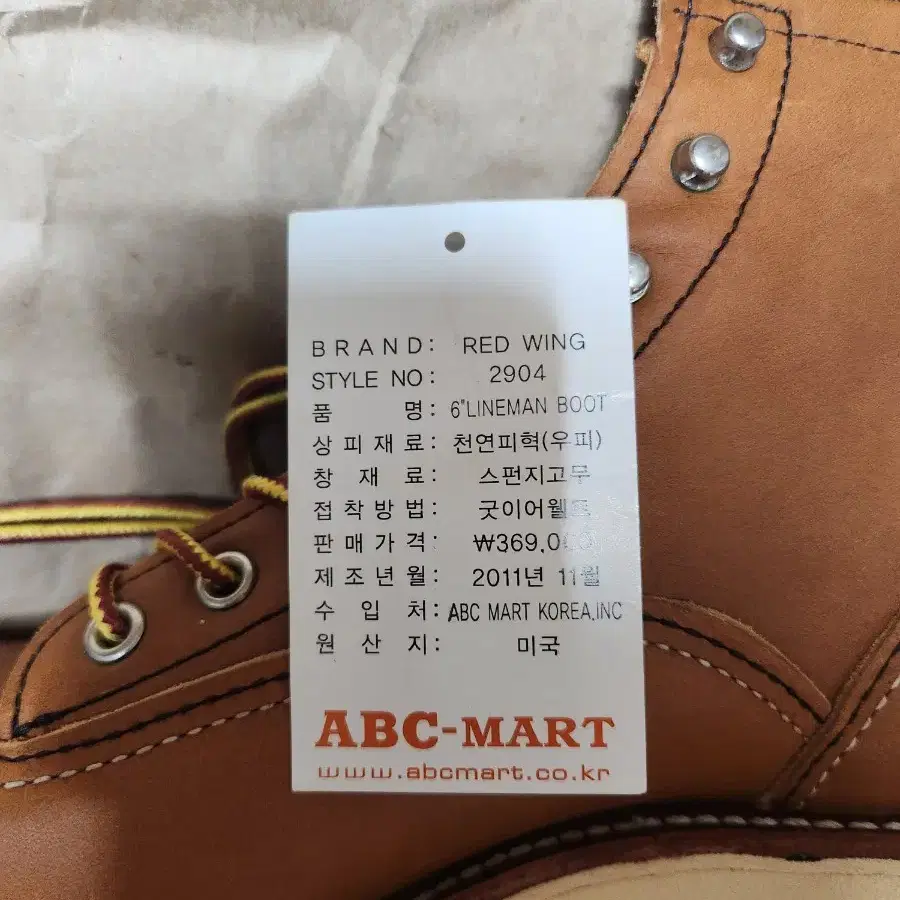 BRAND: RED WING
STYLE NO: 2904
품 명: 6"LINEMAN BOOT
상피재료: 천연피혁(우피)
창 재 료: 스펀지고무
접착방법: 굿이어웰트
판매가격: ₩369,000
제조년월: 2011년 11월
수 입 처: ABC MART KOREA,INC
원 산 지: 미국
ABC-MART
www.abcmart.co.kr